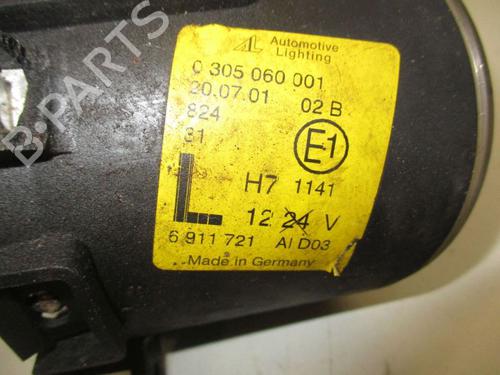 B-PARTS
AL Automotive
Lighting
0 305 060 001
20.07.01 02 B
824
31
E1
L H7 1141
12 24 V
6 911 721 AI D03
Made in Germany